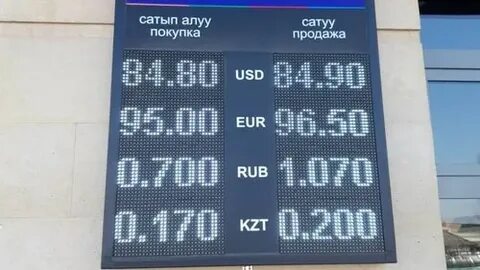 сатып алуу сатуу
покупка продажа
84.80 USD 84.90
95.00 EUR 96.50
0.700 RUB 1.070
0.170 KZT 0.200